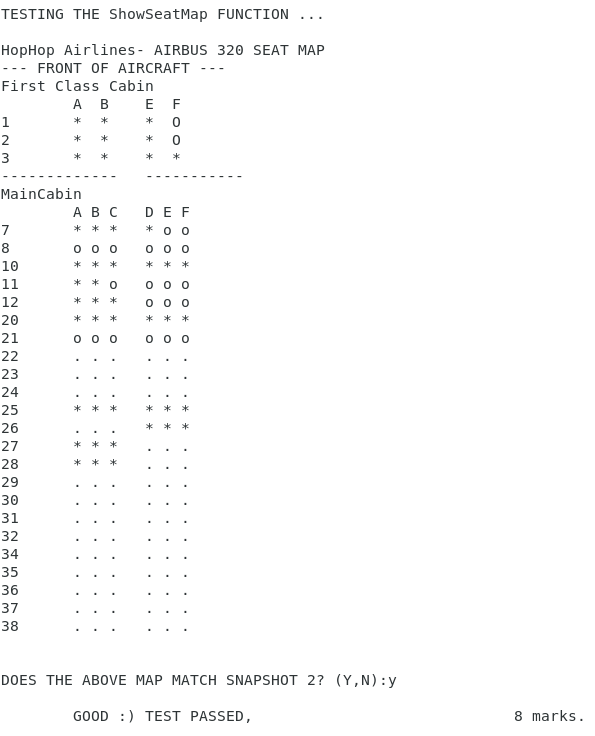 TESTING THE ShowSeatMap FUNCTION ...

HopHop Airlines- AIRBUS 320 SEAT MAP
--- FRONT OF AIRCRAFT ---
First Class Cabin
        A  B    E  F
1       *  *    *  O
2       *  *    *  O
3       *  *    *  *
-------------   -----------
MainCabin
        A B C   D E F
7       * * *   * o o
8       o o o   o o o
10      * * *   * * *
11      * * o   o o o
12      * * *   o o o
20      * * *   * * *
21      o o o   o o o
22      . . .   . . .
23      . . .   . . .
24      . . .   . . .
25      * * *   * * *
26      . . .   * * *
27      * * *   . . .
28      * * *   . . .
29      . . .   . . .
30      . . .   . . .
31      . . .   . . .
32      . . .   . . .
34      . . .   . . .
35      . . .   . . .
36      . . .   . . .
37      . . .   . . .
38      . . .   . . .

DOES THE ABOVE MAP MATCH SNAPSHOT 2? (Y,N):y

        GOOD :) TEST PASSED,                             8 marks.